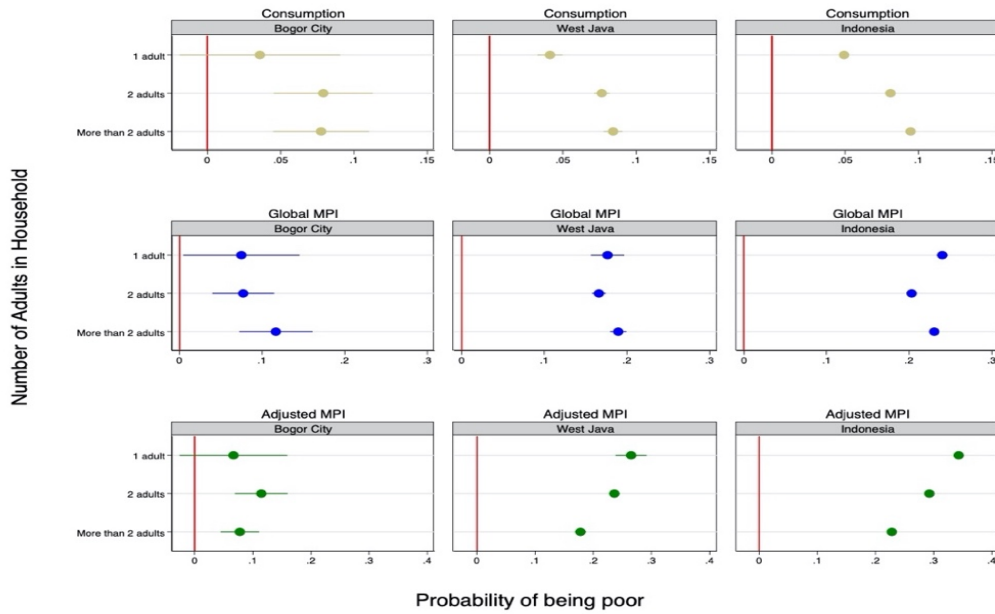 Consumption Consumption Consumption
Bogor City West Java Indonesia
1 adult
2 adults
More than 2 adults
0 .05 .1 .15 0 .05 .1 .15 0 .05 .1 .15
Number of Adults in Household
Global MPI Global MPI Global MPI
Bogor City West Java Indonesia
1 adult
2 adults
More than 2 adults
0 .1 .2 .3 0 .1 .2 .3 0 .1 .2 .3
Adjusted MPI Adjusted MPI Adjusted MPI
Bogor City West Java Indonesia
1 adult
2 adults
More than 2 adults
0 .1 .2 .3 .4 0 .1 .2 .3 .4 0 .1 .2 .3 .4
Probability of being poor